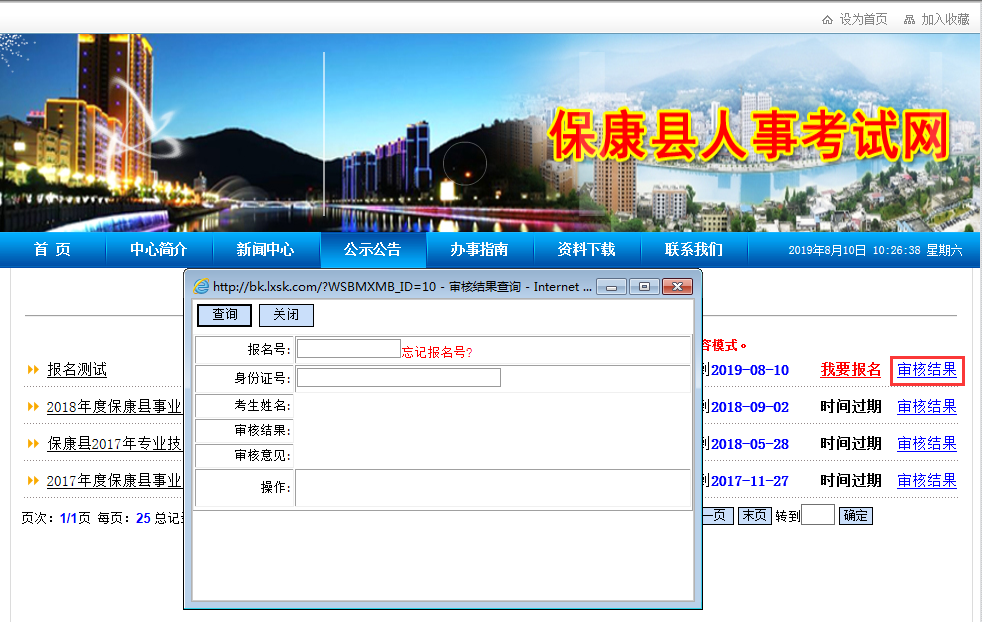 设为首页 加入收藏
保康县人事考试网
首 页 中心简介 新闻中心 公示公告 办事指南 资料下载 联系我们 2019年8月10日 10:26:38 星期六
http://bk.lxsk.com/?WSBMXMB_ID=10 - 审核结果查询 - Internet ...
查询 关闭
报名号:
忘记报名号?
身份证号:
考生姓名:
审核结果:
审核意见:
操作:
容模式。
报名测试 到2019-08-10 我要报名 审核结果
2018年度保康县事业 到2018-09-02 时间过期 审核结果
保康县2017年专业技 到2018-05-28 时间过期 审核结果
2017年度保康县事业 到2017-11-27 时间过期 审核结果
页次：1/1页 每页：25 总记 一页 末页 转到 确定